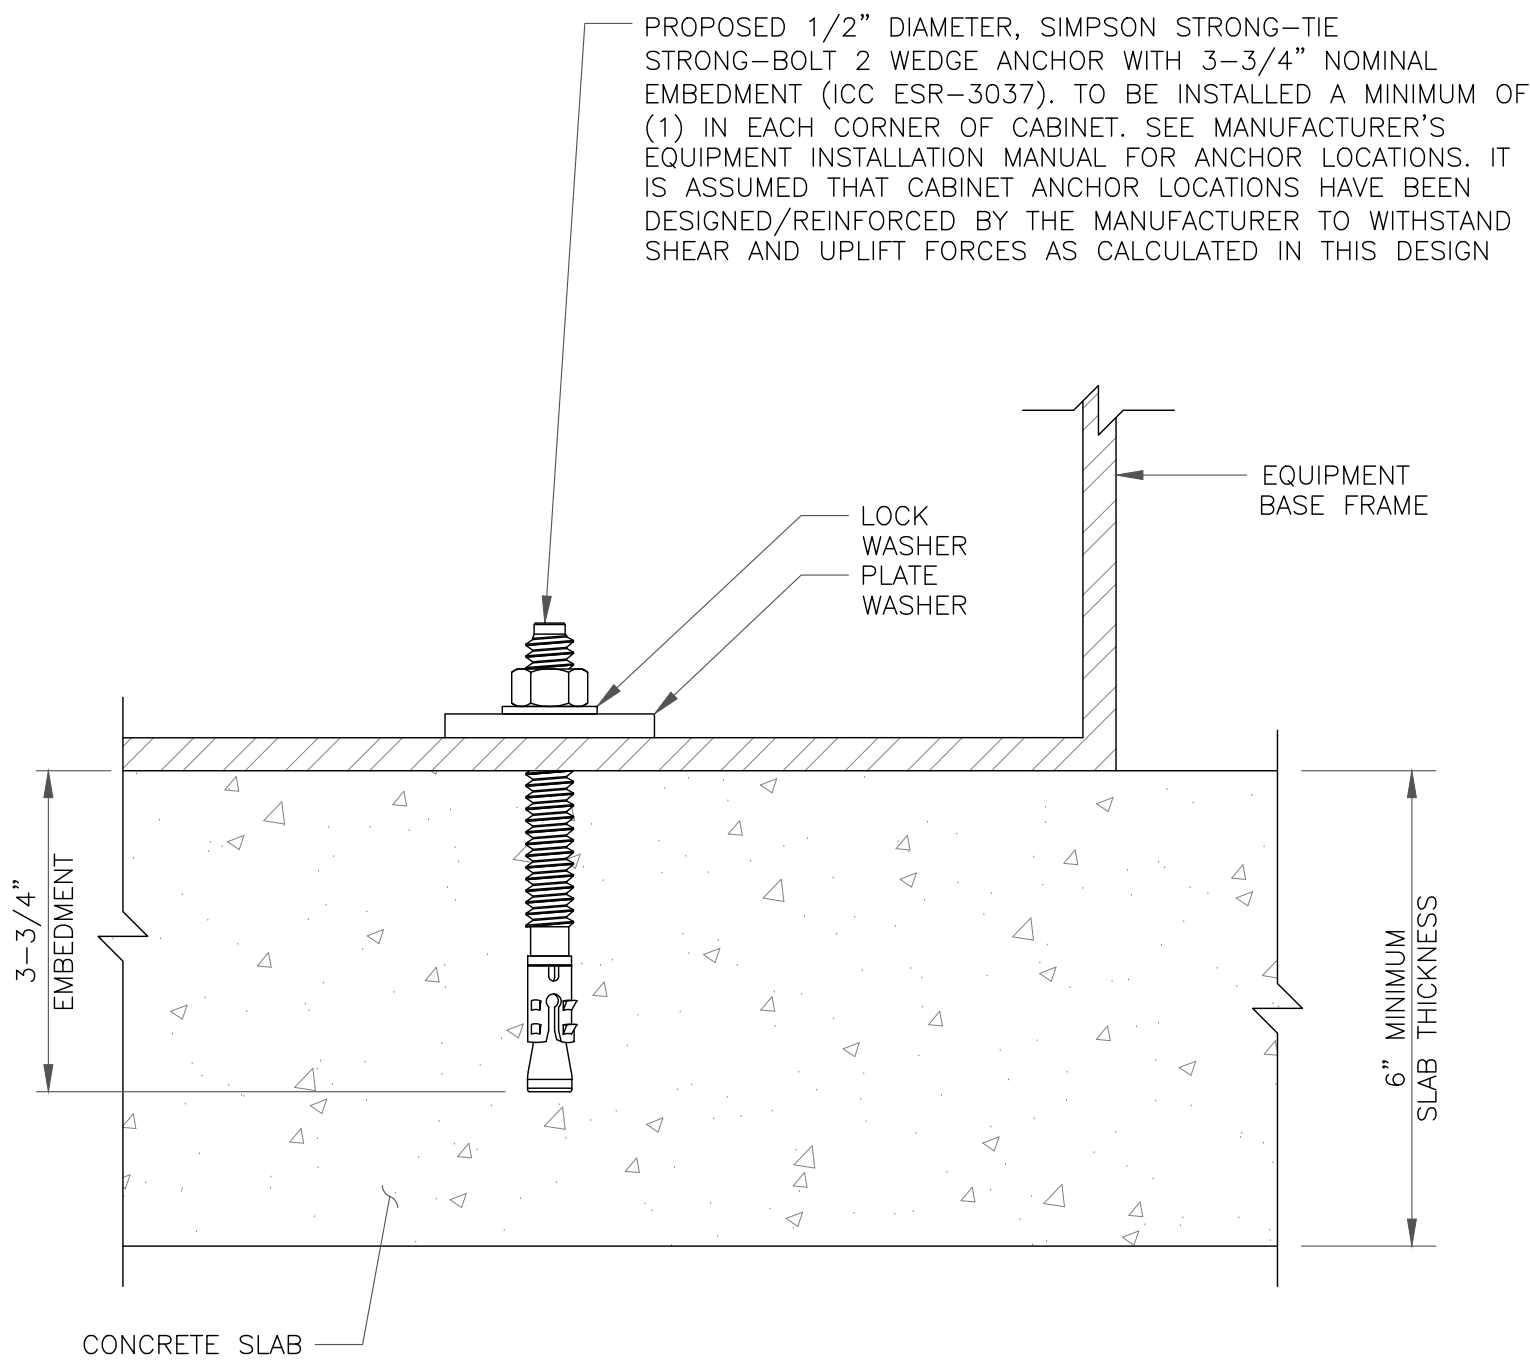 PROPOSED 1/2” DIAMETER, SIMPSON STRONG-TIE
STRONG-BOLT 2 WEDGE ANCHOR WITH 3-3/4” NOMINAL
EMBEDMENT (ICC ESR-3037). TO BE INSTALLED A MINIMUM OF
(1) IN EACH CORNER OF CABINET. SEE MANUFACTURER’S
EQUIPMENT INSTALLATION MANUAL FOR ANCHOR LOCATIONS. IT
IS ASSUMED THAT CABINET ANCHOR LOCATIONS HAVE BEEN
DESIGNED/REINFORCED BY THE MANUFACTURER TO WITHSTAND
SHEAR AND UPLIFT FORCES AS CALCULATED IN THIS DESIGN
EQUIPMENT
BASE FRAME
LOCK
WASHER
PLATE
WASHER
3-3/4”
EMBEDMENT
6” MINIMUM
SLAB THICKNESS
CONCRETE SLAB